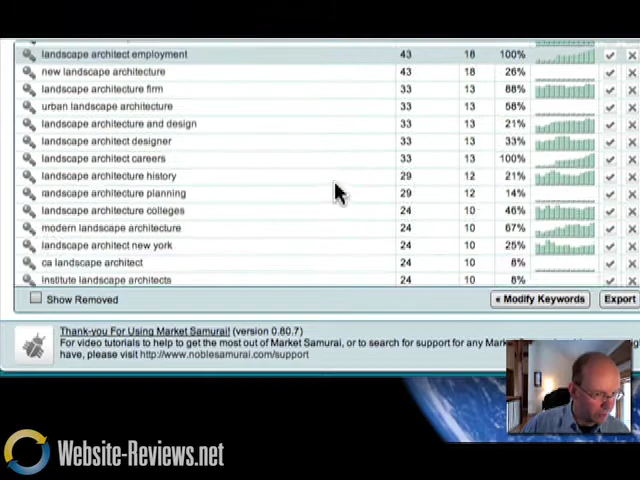 landscape architect employment 43 18 100%
new landscape architecture 43 18 26%
landscape architect firm 33 13 88%
urban landscape architecture 33 13 58%
landscape architecture and design 33 13 21%
landscape architect designer 33 13 33%
landscape architect careers 33 13 100%
landscape architecture history 29 12 21%
andscape architecture planning 29 12 14%
landscape architecture colleges 24 10 46%
modern landscape architecture 24 10 67%
landscape architect new york 24 10 25%
ca landscape architect 24 10 8%
institute landscape architects 24 10 8%
Show Removed « Modify Keywords Export
Thank-you For Using Market Samurai! (version 0.80.7)
For video tutorials to help to get the most out of Market Samurai, or to search for support for any
have, please visit http://www.noblesamurai.com/support
Website-Reviews.net